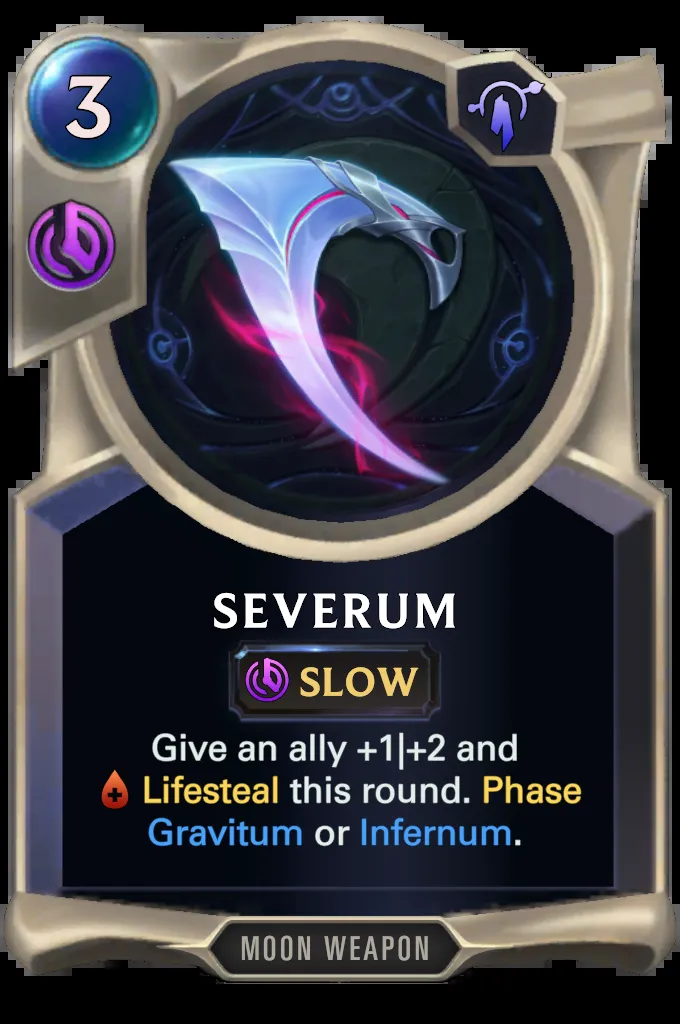 3
SEVERUM
SLOW
Give an ally +1|+2 and
Lifesteal this round. Phase
Gravitum or Infernum.
MOON WEAPON